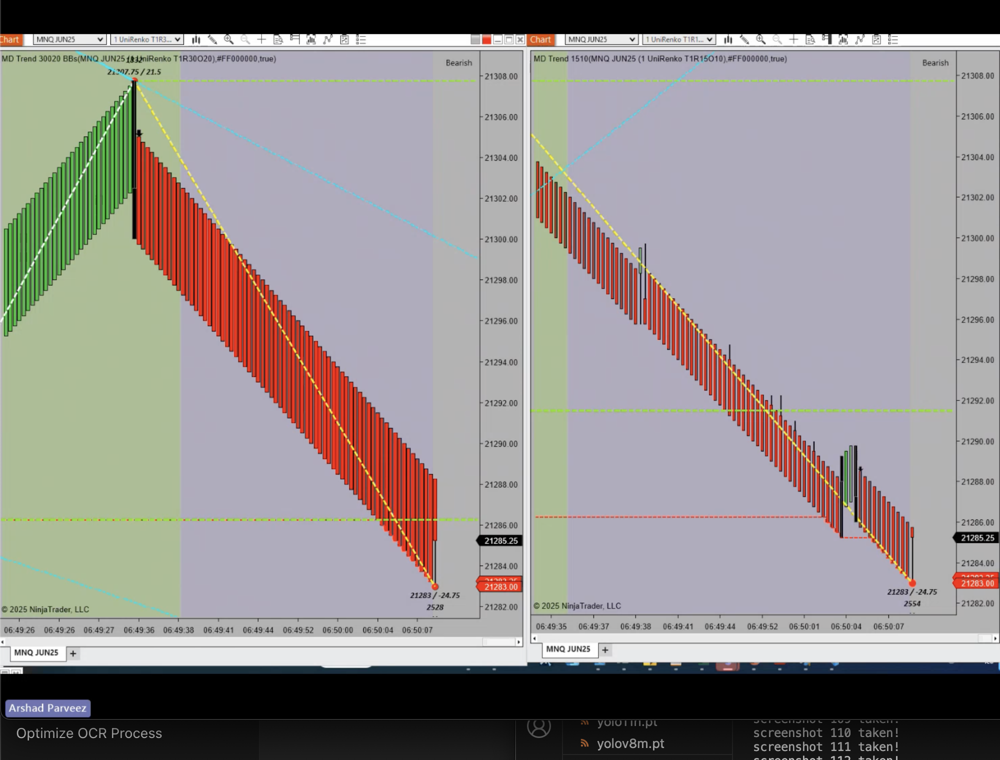 Chart MNQ JUN25 1 UniRenko T1R3...
MD Trend 30020 BBs(MNQ JUN25 (1 UniRenko T1R30O20),#FF000000,true)
21307.75 / 21.5
Bearish
21308.00
21306.00
21304.00
21302.00
21300.00
21298.00
21296.00
21294.00
21292.00
21290.00
21288.00
21286.00
21285.25
21284.00
21283.00
21282.00
21283 / -24.75
2528
© 2025 NinjaTrader, LLC
06:49:26 06:49:26 06:49:27 06:49:36 06:49:38 06:49:41 06:49:44 06:49:52 06:50:00 06:50:04 06:50:07
MNQ JUN25 +
Chart MNQ JUN25 1 UniRenko T1R1...
MD Trend 1510(MNQ JUN25 (1 UniRenko T1R15O10),#FF000000,true)
Bearish
21308.00
21306.00
21304.00
21302.00
21300.00
21298.00
21296.00
21294.00
21292.00
21290.00
21288.00
21286.00
21285.25
21284.00
21283.00
21282.00
21283 / -24.75
2554
© 2025 NinjaTrader, LLC
06:49:35 06:49:37 06:49:38 06:49:41 06:49:44 06:49:52 06:50:01 06:50:04 06:50:07
MNQ JUN25 +
Arshad Parveez
Optimize OCR Process
yolo11n.pt
yolov8m.pt
screenshot 109 taken!
screenshot 110 taken!
screenshot 111 taken!
screenshot 112 taken!